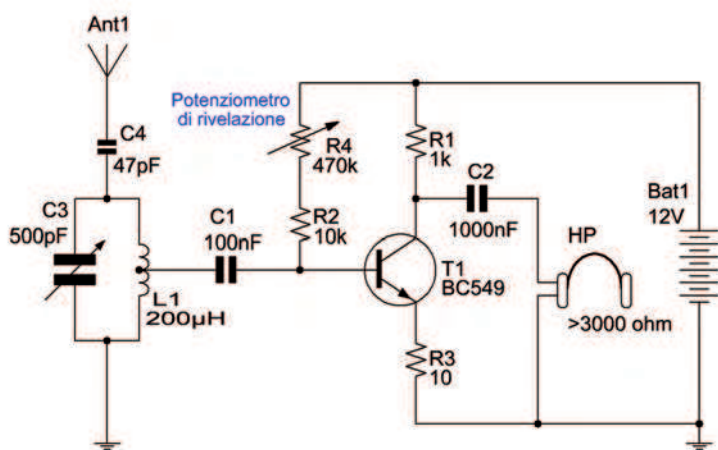 Ant1
Potenziometro
di rivelazione
C4
47pF
R4
470k
R1
1k
C2
1000nF
Bat1
12V
C3
500pF
C1
100nF
R2
10k
HP
T1
BC549
L1
200µH
>3000 ohm
R3
10